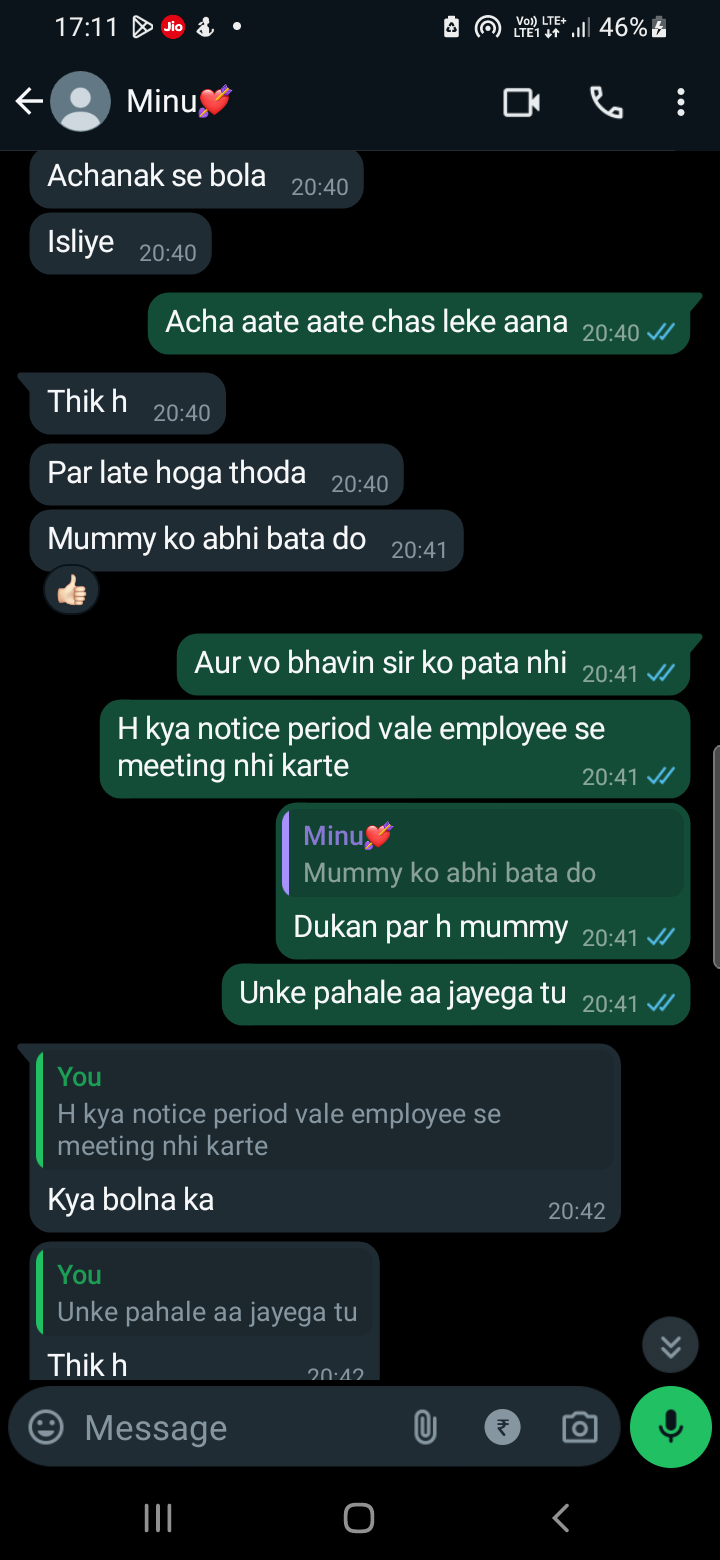 17:11
Jio
Vo)) LTE+
LTE1
46%
Minu💘
Achanak se bola 20:40
Isliye 20:40
Acha aate aate chas leke aana 20:40
Thik h 20:40
Par late hoga thoda 20:40
Mummy ko abhi bata do 20:41
👍🏻
Aur vo bhavin sir ko pata nhi 20:41
H kya notice period vale employee se
meeting nhi karte 20:41
Minu💘
Mummy ko abhi bata do
Dukan par h mummy 20:41
Unke pahale aa jayega tu 20:41
You
H kya notice period vale employee se
meeting nhi karte
Kya bolna ka 20:42
You
Unke pahale aa jayega tu
Thik h 20:42
Message
₹